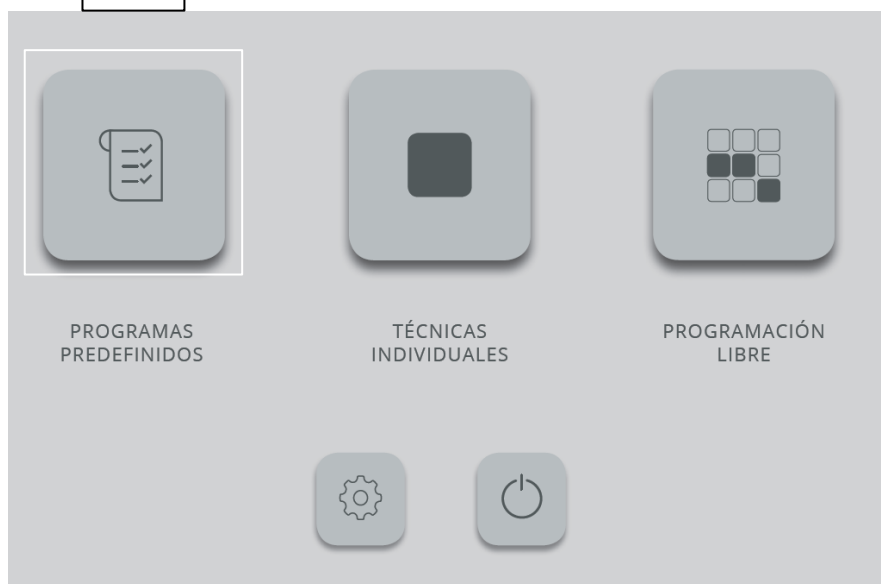 PROGRAMAS
PREDEFINIDOS
TÉCNICAS
INDIVIDUALES
PROGRAMACIÓN
LIBRE